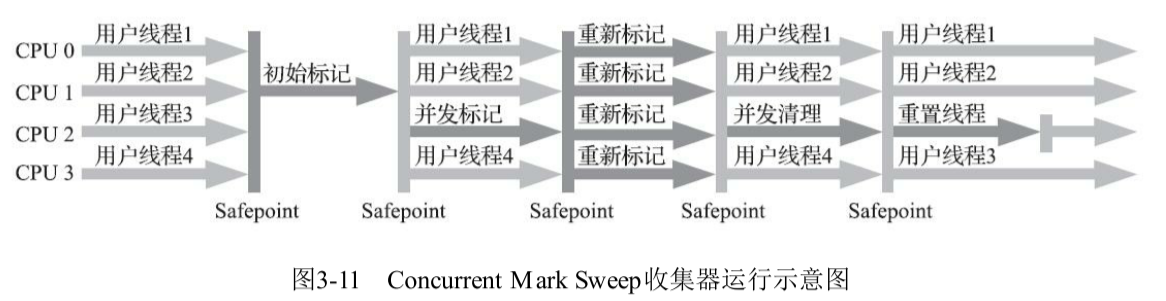 用户线程1 用户线程1 重新标记 用户线程1 用户线程1
CPU 0
用户线程2 初始标记 用户线程2 重新标记 用户线程2 用户线程2
CPU 1
用户线程3 并发标记 重新标记 并发清理 重置线程
CPU 2
用户线程4 用户线程4 重新标记 用户线程4 用户线程3
CPU 3
Safepoint Safepoint Safepoint Safepoint Safepoint
图3-11 Concurrent Mark Sweep收集器运行示意图